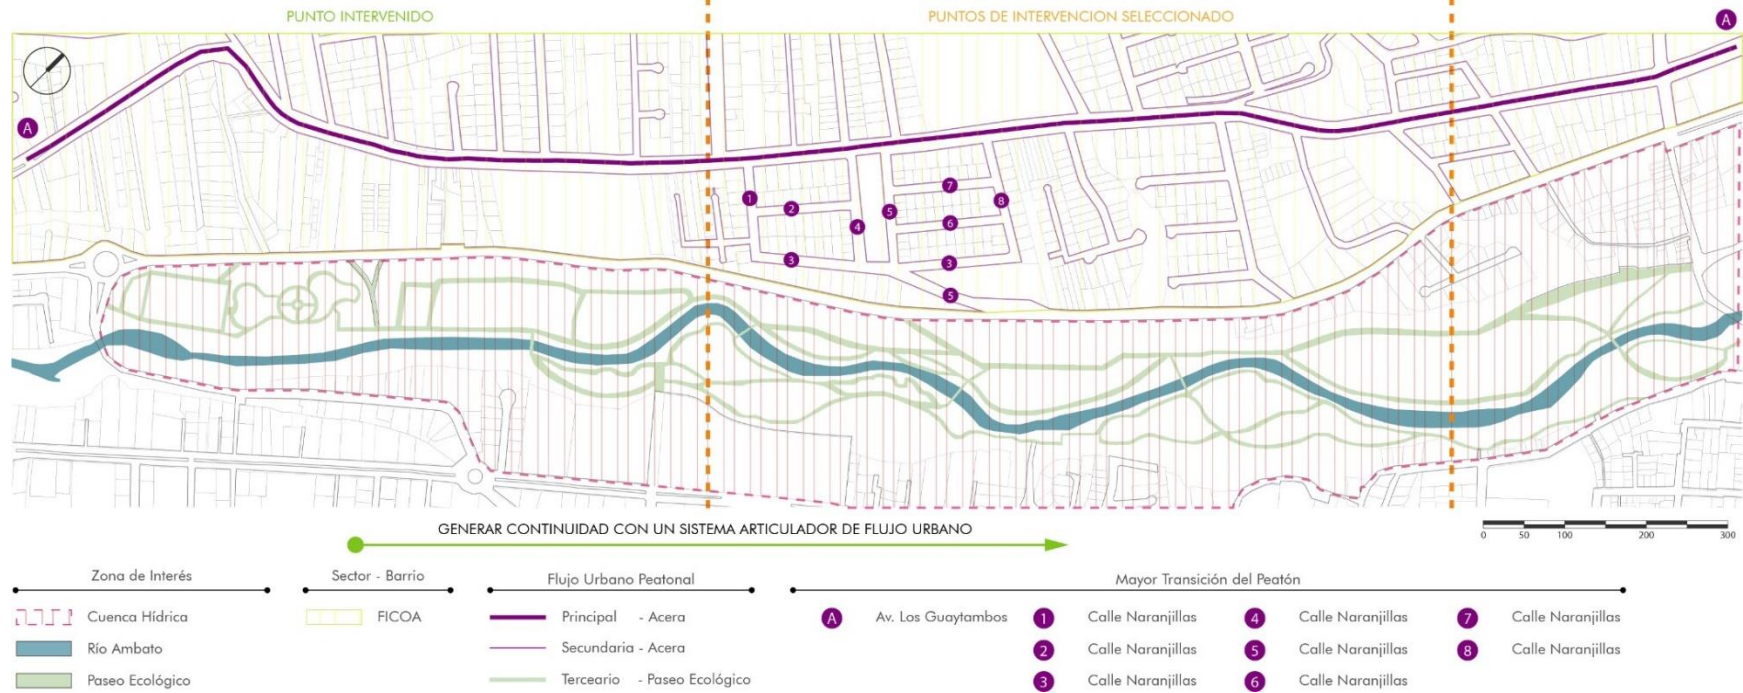 PUNTO INTERVENIDO
PUNTOS DE INTERVENCION SELECCIONADO
A
A
1
2
3
4
5
7
6
3
5
8
GENERAR CONTINUIDAD CON UN SISTEMA ARTICULADOR DE FLUJO URBANO
0 50 100 200 300
Zona de Interés
Cuenca Hídrica
Río Ambato
Paseo Ecológico
Sector - Barrio
FICOA
Flujo Urbano Peatonal
Principal - Acera
Secundaria - Acera
Terceario - Paseo Ecológico
Mayor Transición del Peatón
A Av. Los Guaytambos
1 Calle Naranjillas
2 Calle Naranjillas
3 Calle Naranjillas
4 Calle Naranjillas
5 Calle Naranjillas
6 Calle Naranjillas
7 Calle Naranjillas
8 Calle Naranjillas